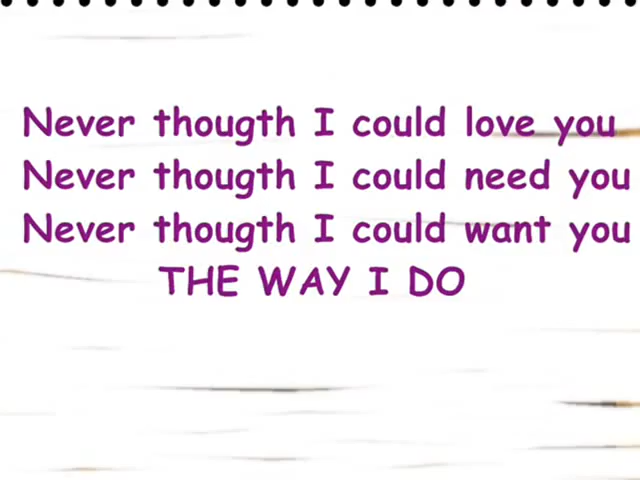 Never thougth I could love you
Never thougth I could need you
Never thougth I could want you
THE WAY I DO